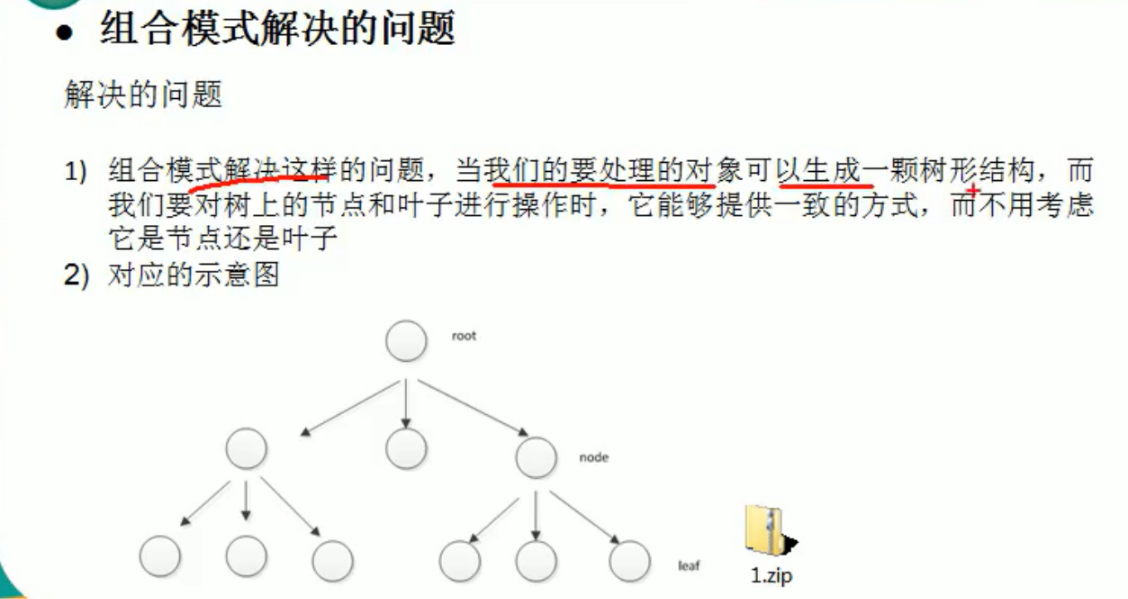 ● 组合模式解决的问题
解决的问题
1) 组合模式解决这样的问题，当我们的要处理的对象可以生成一颗树形结构，而
我们要对树上的节点和叶子进行操作时，它能够提供一致的方式，而不用考虑
它是节点还是叶子
2) 对应的示意图
root
node
leaf
1.zip